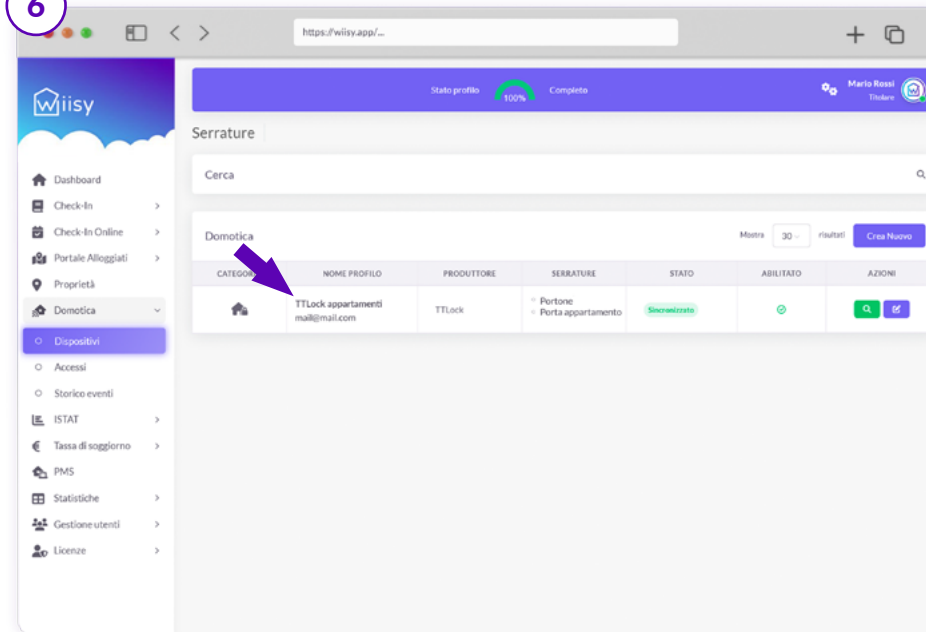 6
https://wiisy.app/...
Wiisy
Stato profilo 100% Completo
Mario Rossi
Titolare
Serrature
Cerca
Dashboard
Check-In
Check-In Online
Portale Alloggiati
Proprietà
Domotica
Dispositivi
Accessi
Storico eventi
ISTAT
Tassa di soggiorno
PMS
Statistiche
Gestione utenti
Licenze
Domotica
Mostra 30 risultati Crea Nuovo
CATEGOR NOME PROFILO PRODUTTORE SERRATURE STATO ABILITATO AZIONI
TTLock appartamenti
mail@mail.com
TTLock
Portone
Porta appartamento
Sincronizzato